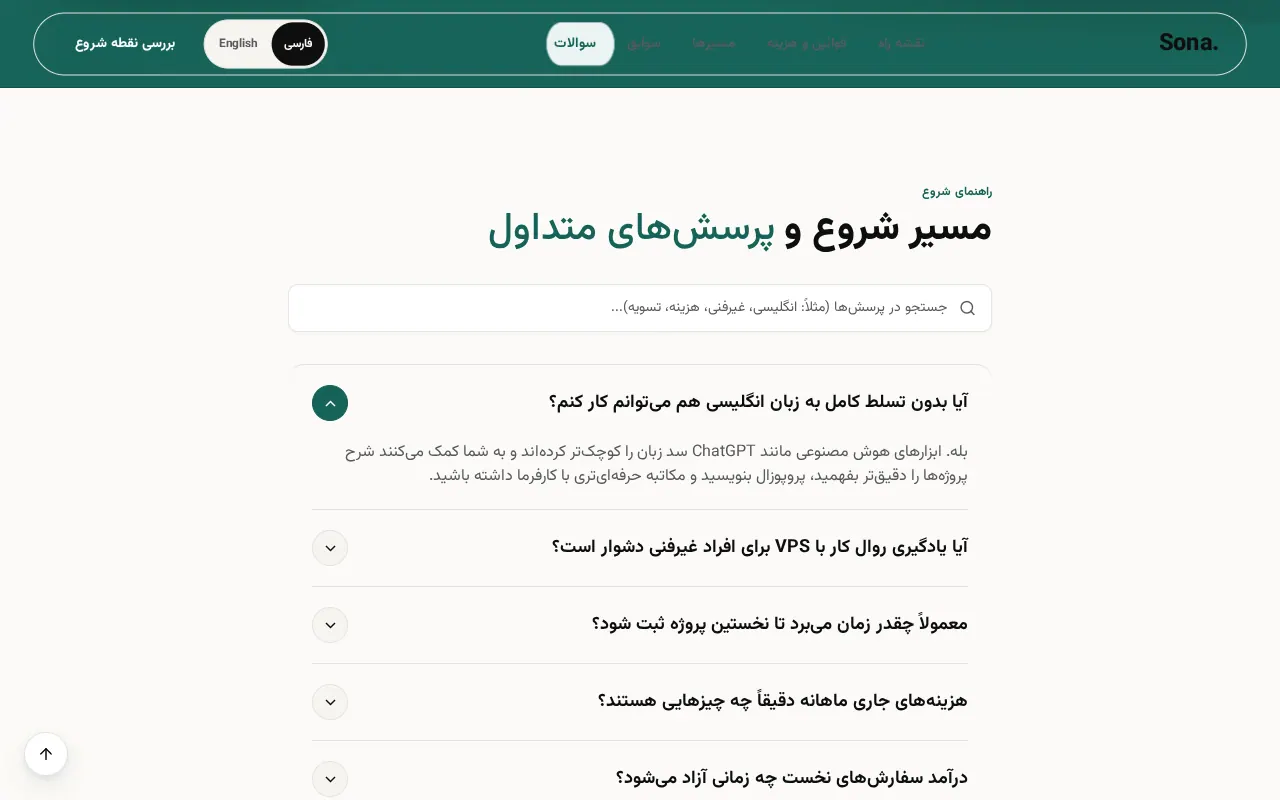 Sona.
نقشه راه
قوانین و هزینه
مسیرها
سوابق
سوالات
فارسی
English
بررسی نقطه شروع
راهنمای شروع
مسیر شروع و پرسش‌های متداول
جستجو در پرسش‌ها (مثلاً: انگلیسی، غیرفنی، هزینه، تسویه)...
آیا بدون تسلط کامل به زبان انگلیسی هم می‌توانم کار کنم؟
بله. ابزارهای هوش مصنوعی مانند ChatGPT سد زبان را کوچک‌تر کرده‌اند و به شما کمک می‌کنند شرح
پروژه‌ها را دقیق‌تر بفهمید، پروپوزال بنویسید و مکاتبه حرفه‌ای‌تری با کارفرما داشته باشید.
آیا یادگیری روال کار با VPS برای افراد غیرفنی دشوار است؟
معمولاً چقدر زمان می‌برد تا نخستین پروژه ثبت شود؟
هزینه‌های جاری ماهانه دقیقاً چه چیزهایی هستند؟
درآمد سفارش‌های نخست چه زمانی آزاد می‌شود؟